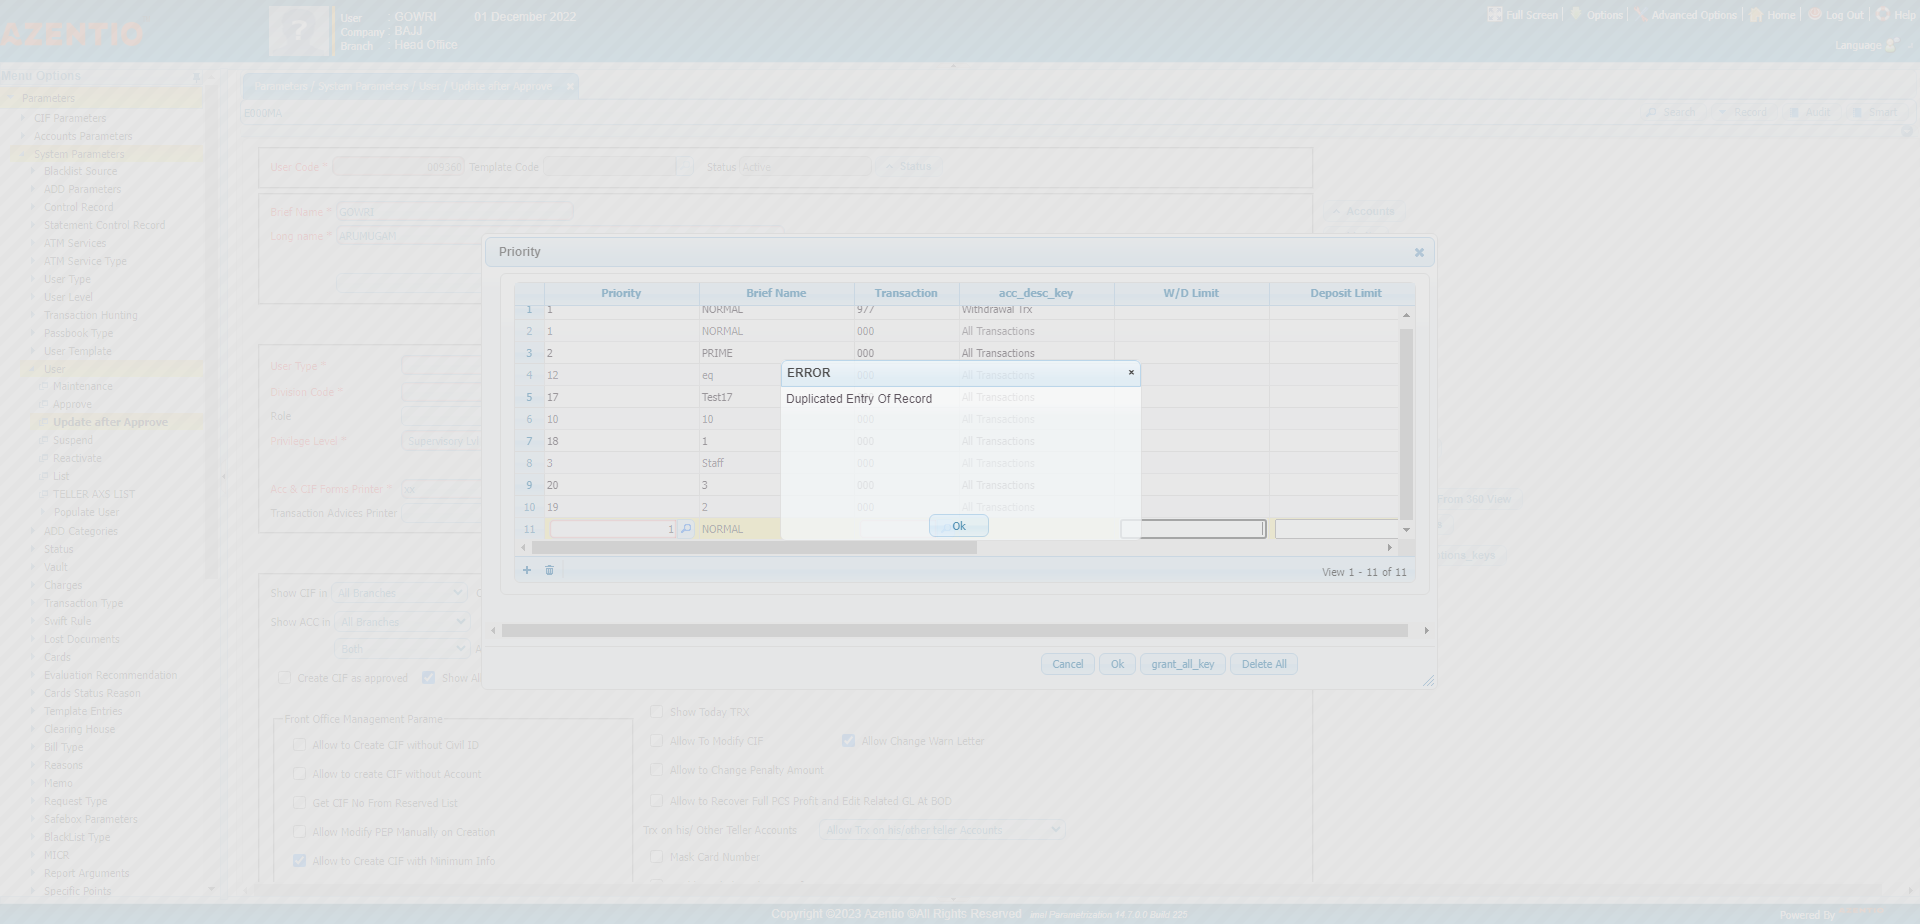 AZENTIO
User : GOWRI 01 December 2022
Company : BAJJ
Branch : Head Office
Full Screen Options Advanced Options Home Log Out Help
Language
Menu Options
Parameters
CIF Parameters
Accounts Parameters
System Parameters
Blacklist Source
ADD Parameters
Control Record
Statement Control Record
ATM Services
ATM Service Type
User Type
User Level
Transaction Hunting
Passbook Type
User Template
User
Maintenance
Approve
Update after Approve
Suspend
Reactivate
List
TELLER AXS LIST
Populate User
ADD Categories
Status
Vault
Charges
Transaction Type
Swift Rule
Lost Documents
Cards
Evaluation Recommendation
Cards Status Reason
Template Entries
Clearing House
Bill Type
Reasons
Memo
Request Type
Safebox Parameters
BlackList Type
MICR
Report Arguments
Specific Points
Parameters / System Parameters / User / Update after Approve
E000MA
Search Record Audit Smart
User Code * 009360 Template Code Status Active Status
Brief Name * GOWRI
Long name * ARUMUGAM
Accounts
User Type *
Division Code *
Role
Privilege Level * Supervisory Lvl
Acc & CIF Forms Printer *
Transaction Advices Printer
From 360 View
Show CIF in All Branches
Show ACC in All Branches
Both
Create CIF as approved Show All
Front Office Management Parame
Allow to Create CIF without Civil ID
Allow to create CIF without Account
Get CIF No From Reserved List
Allow Modify PEP Manually on Creation
Allow to Create CIF with Minimum Info
Show Today TRX
Allow To Modify CIF Allow Change Warn Letter
Allow to Change Penalty Amount
Allow to Recover Full PCS Profit and Edit Related GL At BOD
Trx on his/ Other Teller Accounts Allow Trx on his/other teller Accounts
Mask Card Number
Priority
Priority Brief Name Transaction acc_desc_key W/D Limit Deposit Limit
1 1 NORMAL 977 Withdrawal Trx
2 1 NORMAL 000 All Transactions
3 2 PRIME 000 All Transactions
4 12 eq 000 All Transactions
5 17 Test17 000 All Transactions
6 10 10 000 All Transactions
7 18 1 000 All Transactions
8 3 Staff 000 All Transactions
9 20 3 000 All Transactions
10 19 2 000 All Transactions
11 1 NORMAL
View 1 - 11 of 11
Cancel Ok grant_all_key Delete All
ERROR
Duplicated Entry Of Record
Ok
Copyright ©2023 Azentio @All Rights Reserved imal Parametrization 14.7.0.0 Build 225
Powered By